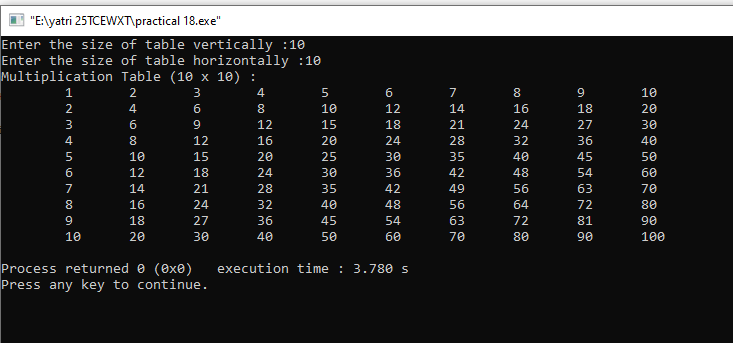 "E:\yatri 25TCEWXT\practical 18.exe"
Enter the size of table vertically :10
Enter the size of table horizontally :10
Multiplication Table (10 x 10) :
1 2 3 4 5 6 7 8 9 10
2 4 6 8 10 12 14 16 18 20
3 6 9 12 15 18 21 24 27 30
4 8 12 16 20 24 28 32 36 40
5 10 15 20 25 30 35 40 45 50
6 12 18 24 30 36 42 48 54 60
7 14 21 28 35 42 49 56 63 70
8 16 24 32 40 48 56 64 72 80
9 18 27 36 45 54 63 72 81 90
10 20 30 40 50 60 70 80 90 100
Process returned 0 (0x0) execution time : 3.780 s
Press any key to continue.